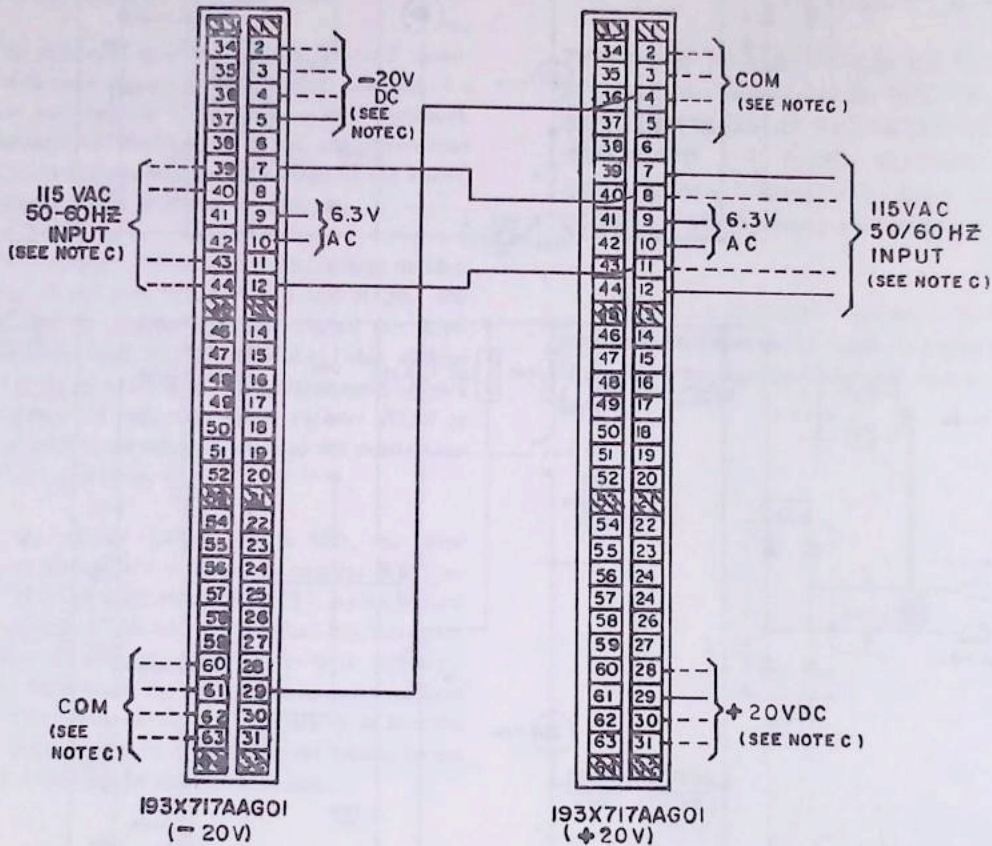 34 2
35 3
36 4
37 5
38 6
39 7
40 8
41 9
42 10
43 11
44 12
46 14
47 15
48 16
49 17
50 18
51 19
52 20
54 22
55 23
56 24
57 25
58 26
59 27
60 28
61 29
62 30
63 31
-20V
DC
(SEE
NOTE C)
115 VAC
50-60HZ
INPUT
(SEE NOTE C)
6.3 V
AC
COM
(SEE
NOTE C)
193X717AAG01
(- 20V)
34 2
35 3
36 4
37 5
38 6
39 7
40 8
41 9
42 10
43 11
44 12
46 14
47 15
48 16
49 17
50 18
51 19
52 20
54 22
55 23
56 24
57 24
58 26
59 27
60 28
61 29
62 30
63 31
COM
(SEE NOTE C)
6.3 V
AC
115VAC
50/60 HZ
INPUT
(SEE NOTE C)
+ 20VDC
(SEE NOTE C)
193X717AAG01
(+20V)